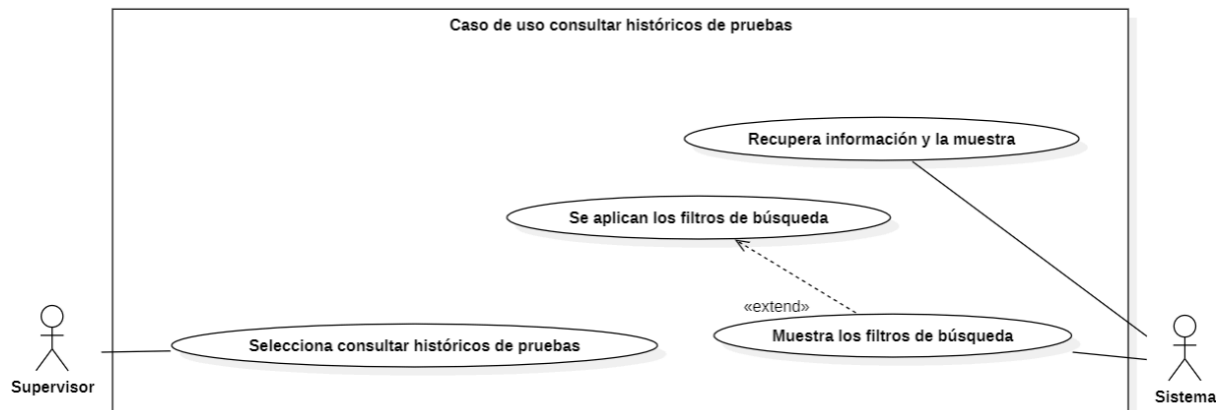 Caso de uso consultar históricos de pruebas
Recupera información y la muestra
Se aplican los filtros de búsqueda
«extend»
Muestra los filtros de búsqueda
Selecciona consultar históricos de pruebas
Supervisor
Sistema